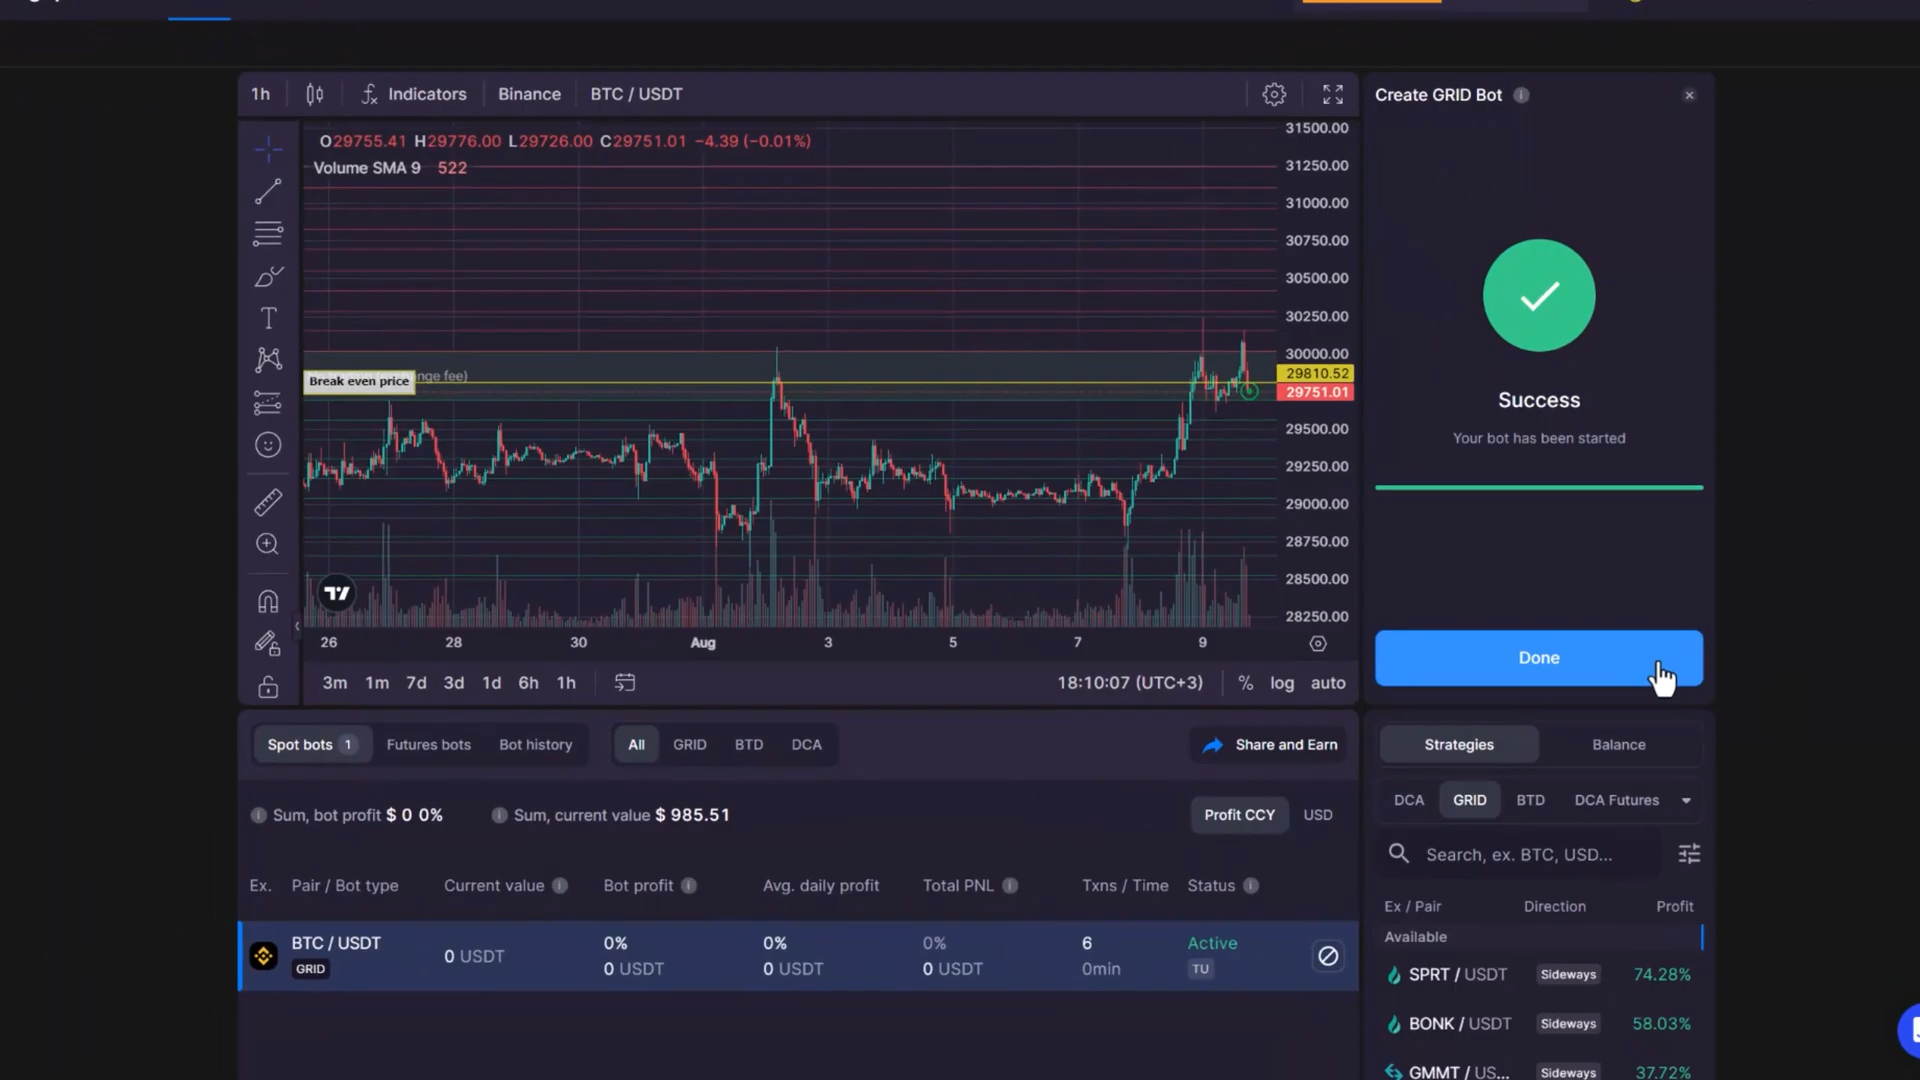 1h
Indicators
Binance
BTC / USDT
O29755.41 H29776.00 L29726.00 C29751.01 −4.39 (−0.01%)
Volume SMA 9 522
31500.00
31250.00
31000.00
30750.00
30500.00
30250.00
30000.00
29810.52
29751.01
29500.00
29250.00
29000.00
28750.00
28500.00
28250.00
Break even price
nge fee)
26 28 30 Aug 3 5 7 9
3m 1m 7d 3d 1d 6h 1h
18:10:07 (UTC+3) % log auto
Create GRID Bot
Success
Your bot has been started
Done
Spot bots 1 Futures bots Bot history
All GRID BTD DCA
Share and Earn
Sum, bot profit $ 0 0% Sum, current value $ 985.51
Profit CCY USD
Ex. Pair / Bot type Current value Bot profit Avg. daily profit Total PNL Txns / Time Status
BTC / USDT 0 USDT 0% 0% 0% 6 Active
GRID 0 USDT 0 USDT 0 USDT 0min TU
Strategies Balance
DCA GRID BTD DCA Futures
Search, ex. BTC, USD...
Ex / Pair Direction Profit
Available
SPRT / USDT Sideways 74.28%
BONK / USDT Sideways 58.03%
GMMT / US... Sideways 37.72%